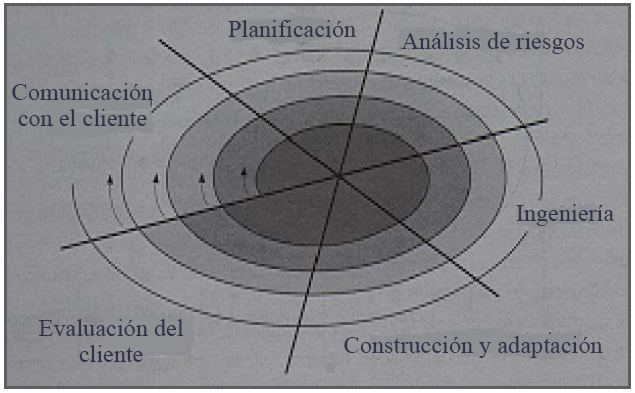 Planificación
Análisis de riesgos
Comunicación
con el cliente
Ingeniería
Evaluación del
cliente
Construcción y adaptación